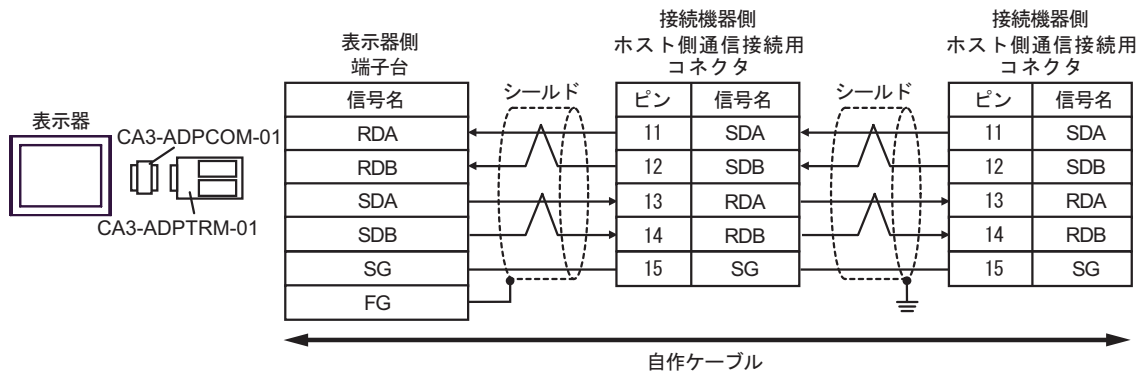 表示器
CA3-ADPCOM-01
CA3-ADPTRM-01
表示器側
端子台
信号名
RDA
RDB
SDA
SDB
SG
FG
シールド
接続機器側
ホスト側通信接続用
コネクタ
ピン 信号名
11 SDA
12 SDB
13 RDA
14 RDB
15 SG
シールド
接続機器側
ホスト側通信接続用
コネクタ
ピン 信号名
11 SDA
12 SDB
13 RDA
14 RDB
15 SG
自作ケーブル